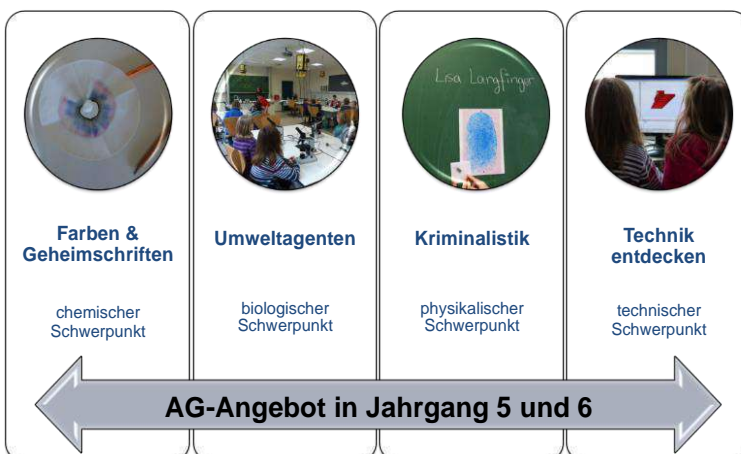 Lisa Langfinger
Farben &
Geheimschriften
chemischer
Schwerpunkt
Umweltagenten
biologischer
Schwerpunkt
Kriminalistik
physikalischer
Schwerpunkt
Technik
entdecken
technischer
Schwerpunkt
AG-Angebot in Jahrgang 5 und 6